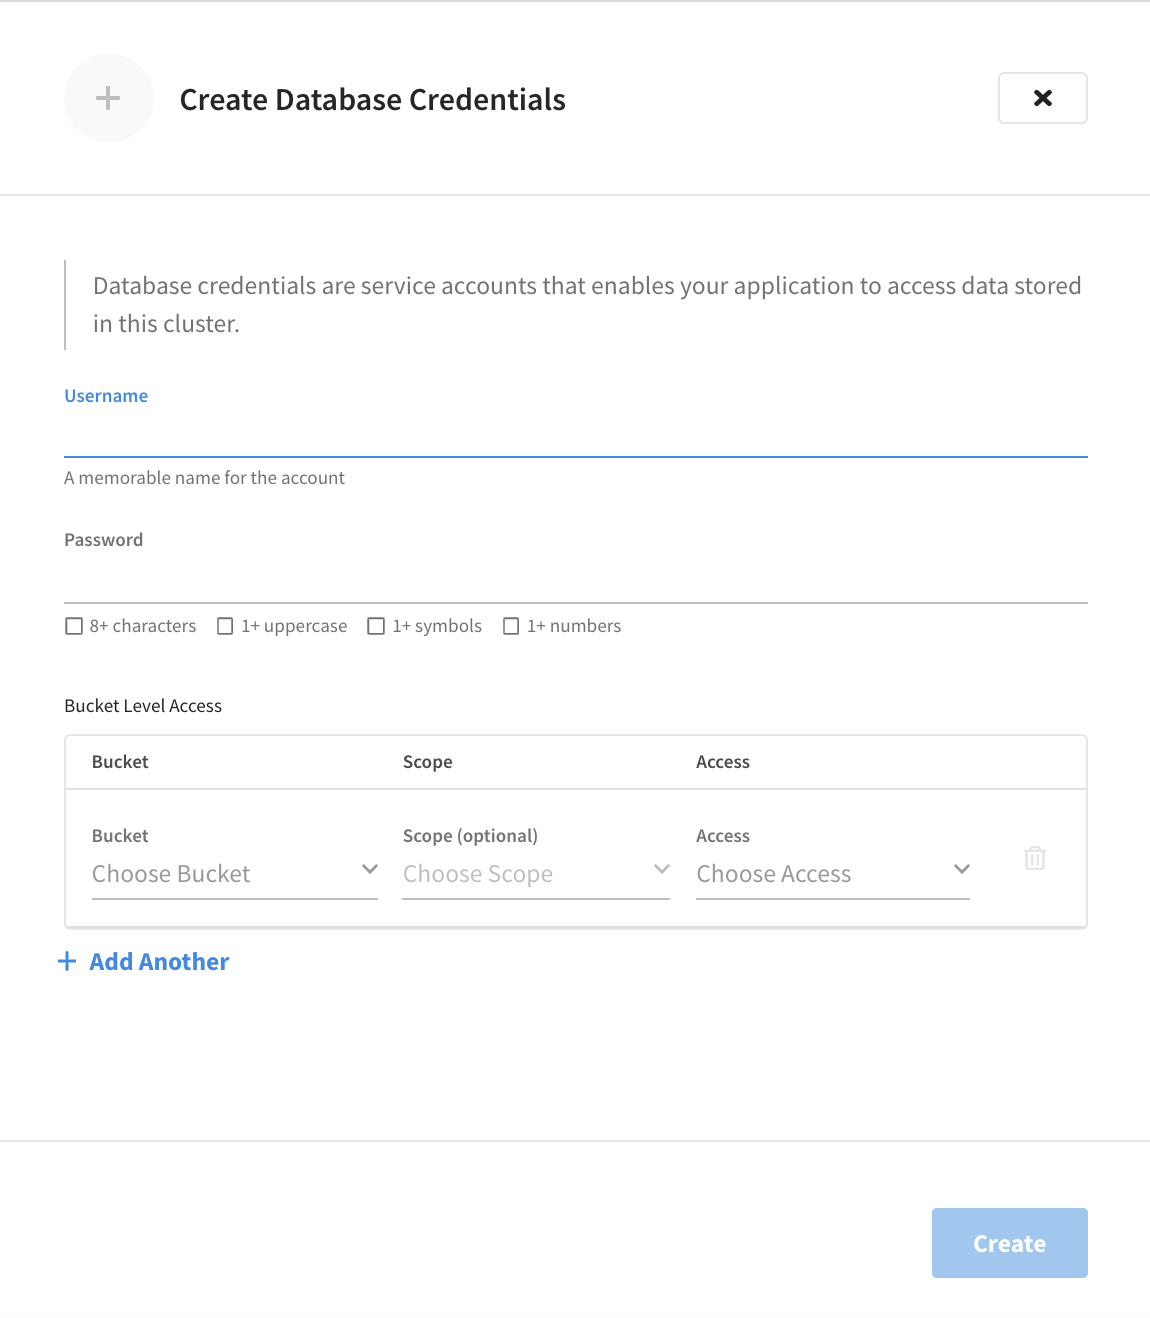 Create Database Credentials
Database credentials are service accounts that enables your application to access data stored
in this cluster.
Username
A memorable name for the account
Password
8+ characters 1+ uppercase 1+ symbols 1+ numbers
Bucket Level Access
Bucket Scope Access
Bucket Scope (optional) Access
Choose Bucket Choose Scope Choose Access
+ Add Another
Create